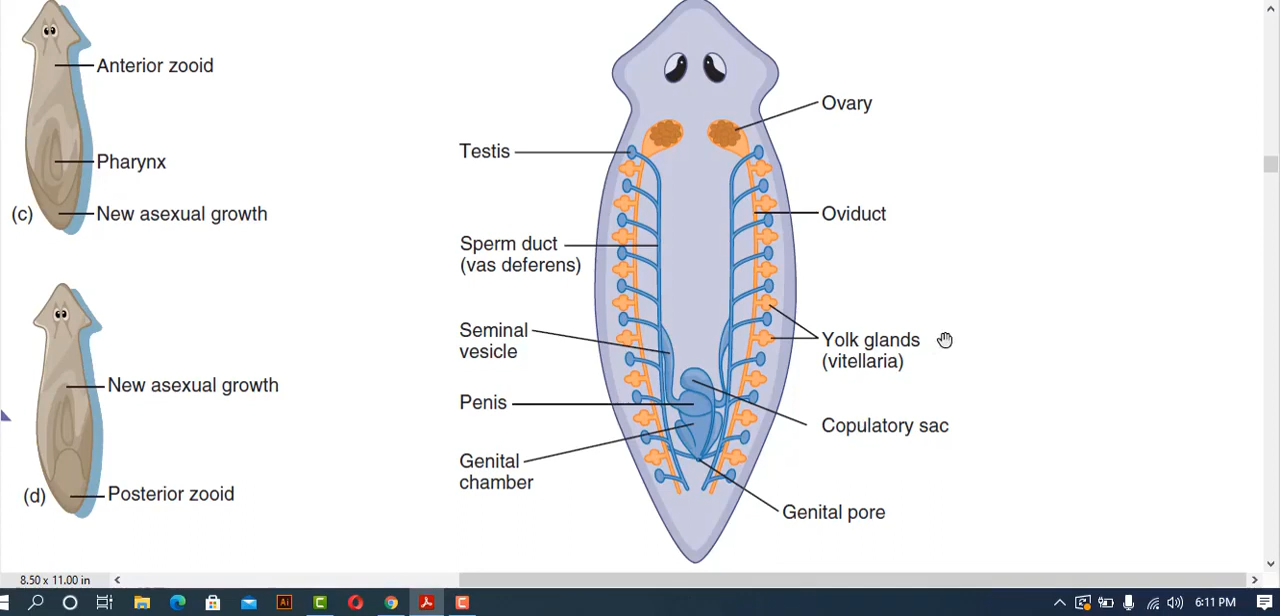 Anterior zooid
Pharynx
(c)
New asexual growth
New asexual growth
(d)
Posterior zooid
Ovary
Testis
Oviduct
Sperm duct
(vas deferens)
Seminal
vesicle
Yolk glands
(vitellaria)
Penis
Copulatory sac
Genital
chamber
Genital pore
8.50 x 11.00 in
Ai
6:11 PM